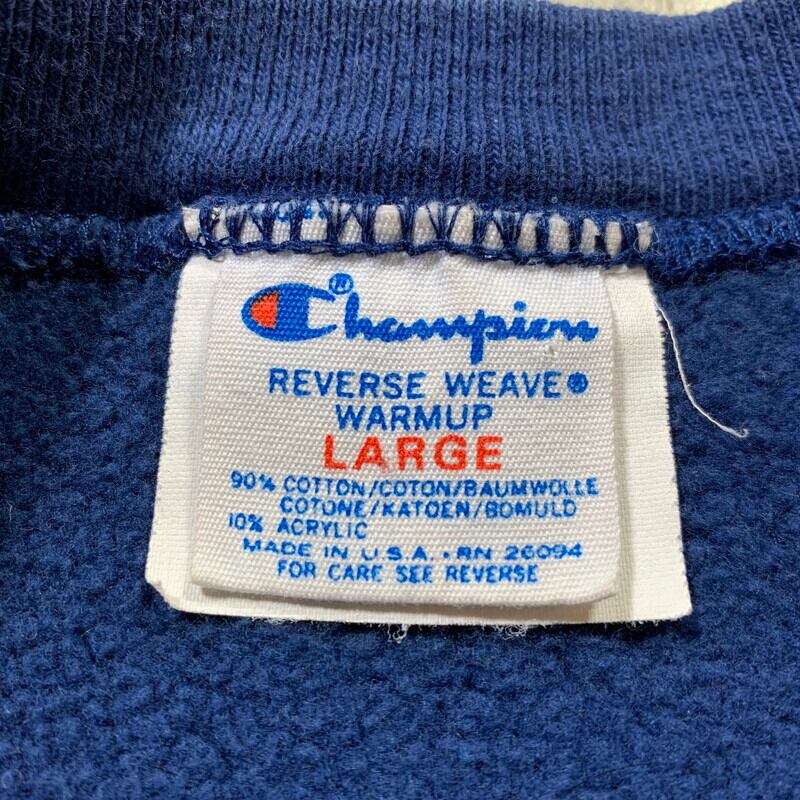 Champion®
REVERSE WEAVE®
WARMUP
LARGE
90% COTTON/COTON/BAUMWOLLE
COTONE/KATOEN/BOMULD
10% ACRYLIC
MADE IN U.S.A. · RN 26094
FOR CARE SEE REVERSE